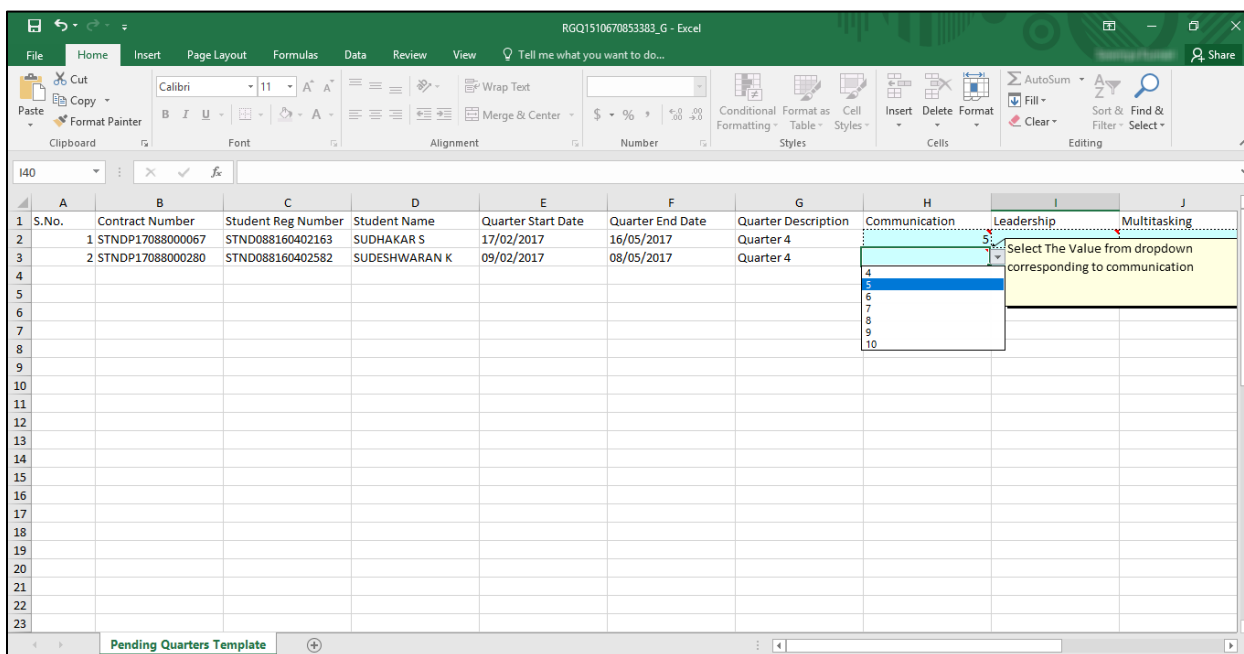 RGQ1510670853383_G - Excel
File Home Insert Page Layout Formulas Data Review View Tell me what you want to do... Share
Paste Cut Copy Format Painter
Calibri 11 A A
B I U A
Wrap Text
Merge & Center
$ % , .00 .0
Conditional Formatting Format as Table Cell Styles
Insert Delete Format
AutoSum Fill Clear
Sort & Filter Find & Select
Clipboard Font Alignment Number Styles Cells Editing
I40 fx
A B C D E F G H I J
1 S.No. Contract Number Student Reg Number Student Name Quarter Start Date Quarter End Date Quarter Description Communication Leadership Multitasking
2 1 STNDP17088000067 STND088160402163 SUDHAKAR S 17/02/2017 16/05/2017 Quarter 4 5
3 2 STNDP17088000280 STND088160402582 SUDESHWARAN K 09/02/2017 08/05/2017 Quarter 4
Select The Value from dropdown
corresponding to communication
4
5
6
7
8
9
10
4
5
6
7
8
9
10
11
12
13
14
15
16
17
18
19
20
21
22
23
Pending Quarters Template